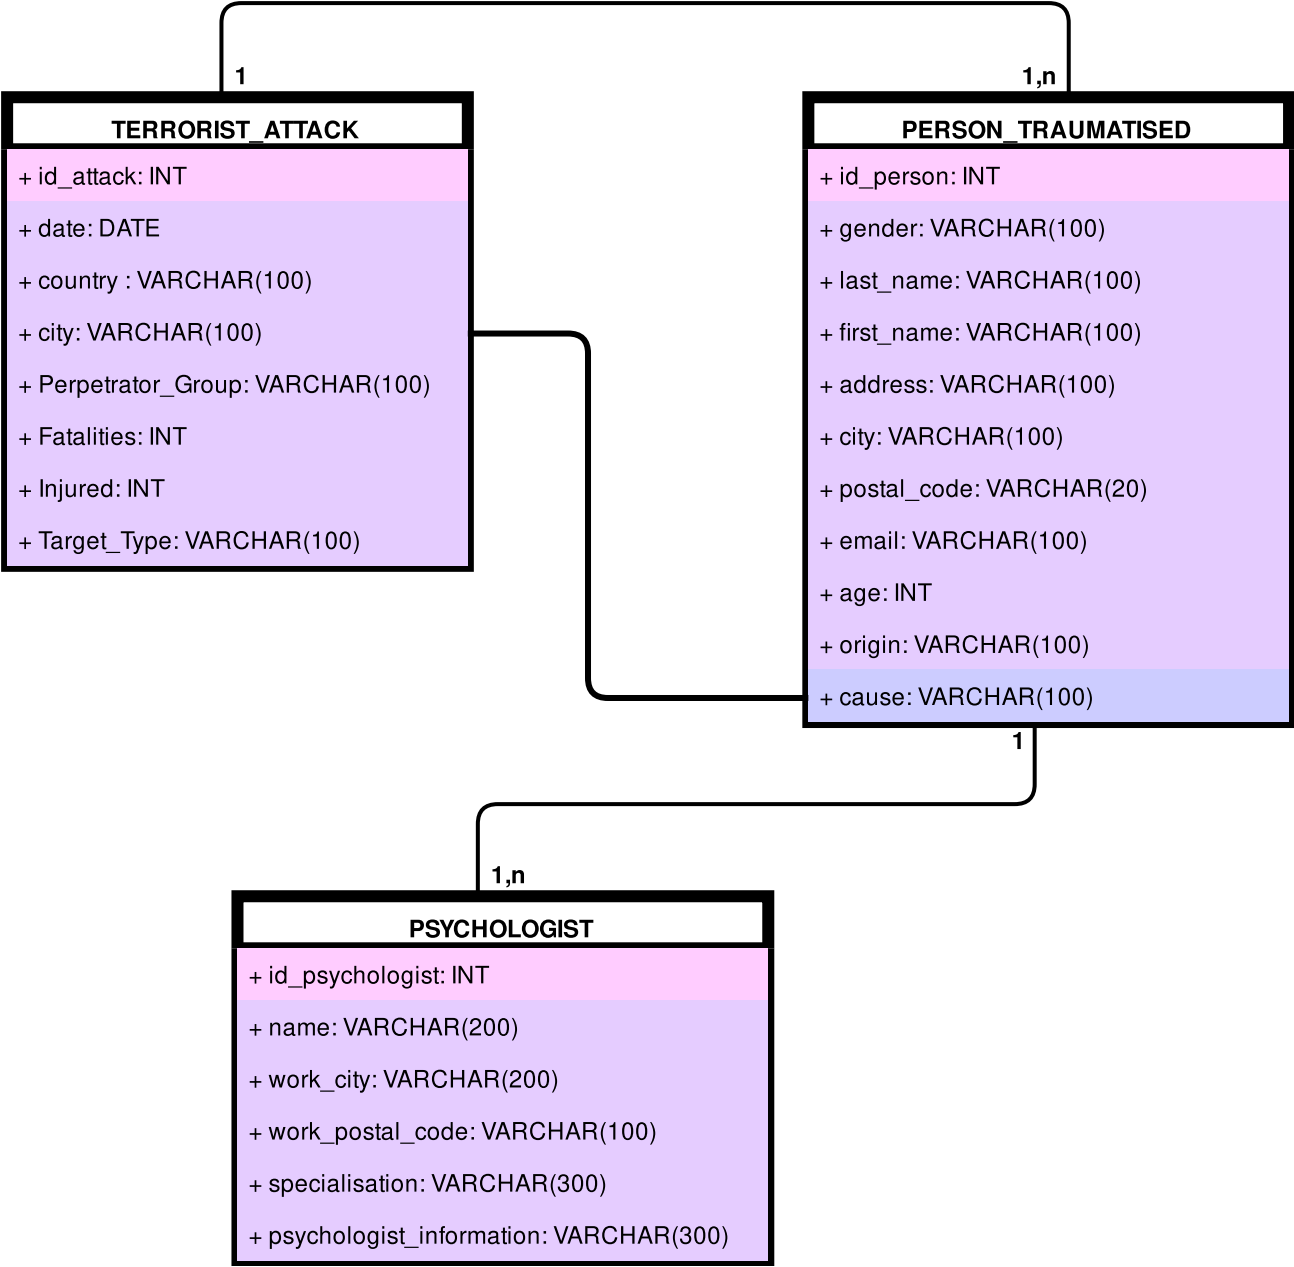 1
1,n
TERRORIST_ATTACK
+ id_attack: INT
+ date: DATE
+ country : VARCHAR(100)
+ city: VARCHAR(100)
+ Perpetrator_Group: VARCHAR(100)
+ Fatalities: INT
+ Injured: INT
+ Target_Type: VARCHAR(100)
PERSON_TRAUMATISED
+ id_person: INT
+ gender: VARCHAR(100)
+ last_name: VARCHAR(100)
+ first_name: VARCHAR(100)
+ address: VARCHAR(100)
+ city: VARCHAR(100)
+ postal_code: VARCHAR(20)
+ email: VARCHAR(100)
+ age: INT
+ origin: VARCHAR(100)
+ cause: VARCHAR(100)
1
1,n
PSYCHOLOGIST
+ id_psychologist: INT
+ name: VARCHAR(200)
+ work_city: VARCHAR(200)
+ work_postal_code: VARCHAR(100)
+ specialisation: VARCHAR(300)
+ psychologist_information: VARCHAR(300)